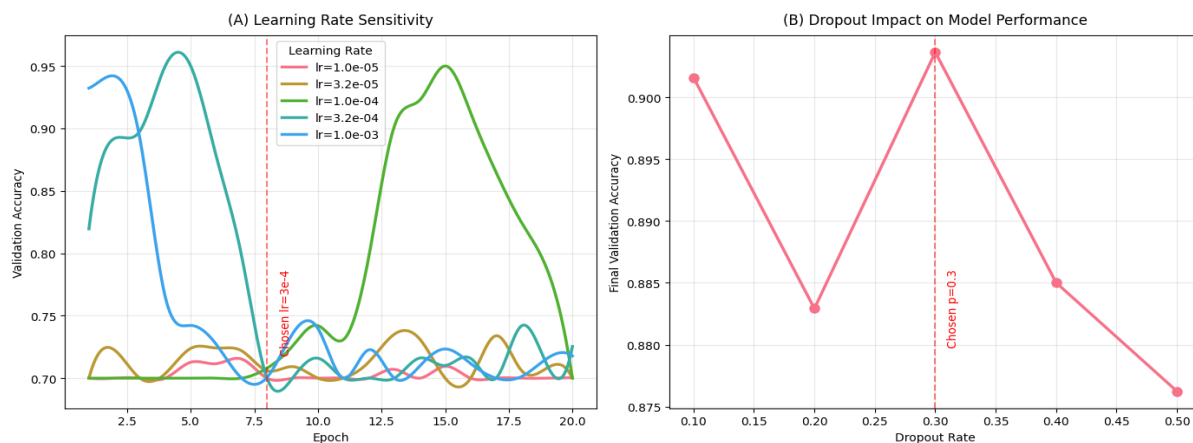 (A) Learning Rate Sensitivity
Validation Accuracy
0.95
0.90
0.85
0.80
0.75
0.70
Learning Rate
lr=1.0e-05
lr=3.2e-05
lr=1.0e-04
lr=3.2e-04
lr=1.0e-03
Chosen lr=3e-4
2.5 5.0 7.5 10.0 12.5 15.0 17.5 20.0
Epoch
(B) Dropout Impact on Model Performance
Final Validation Accuracy
0.900
0.895
0.890
0.885
0.880
0.875
Chosen p=0.3
0.10 0.15 0.20 0.25 0.30 0.35 0.40 0.45 0.50
Dropout Rate